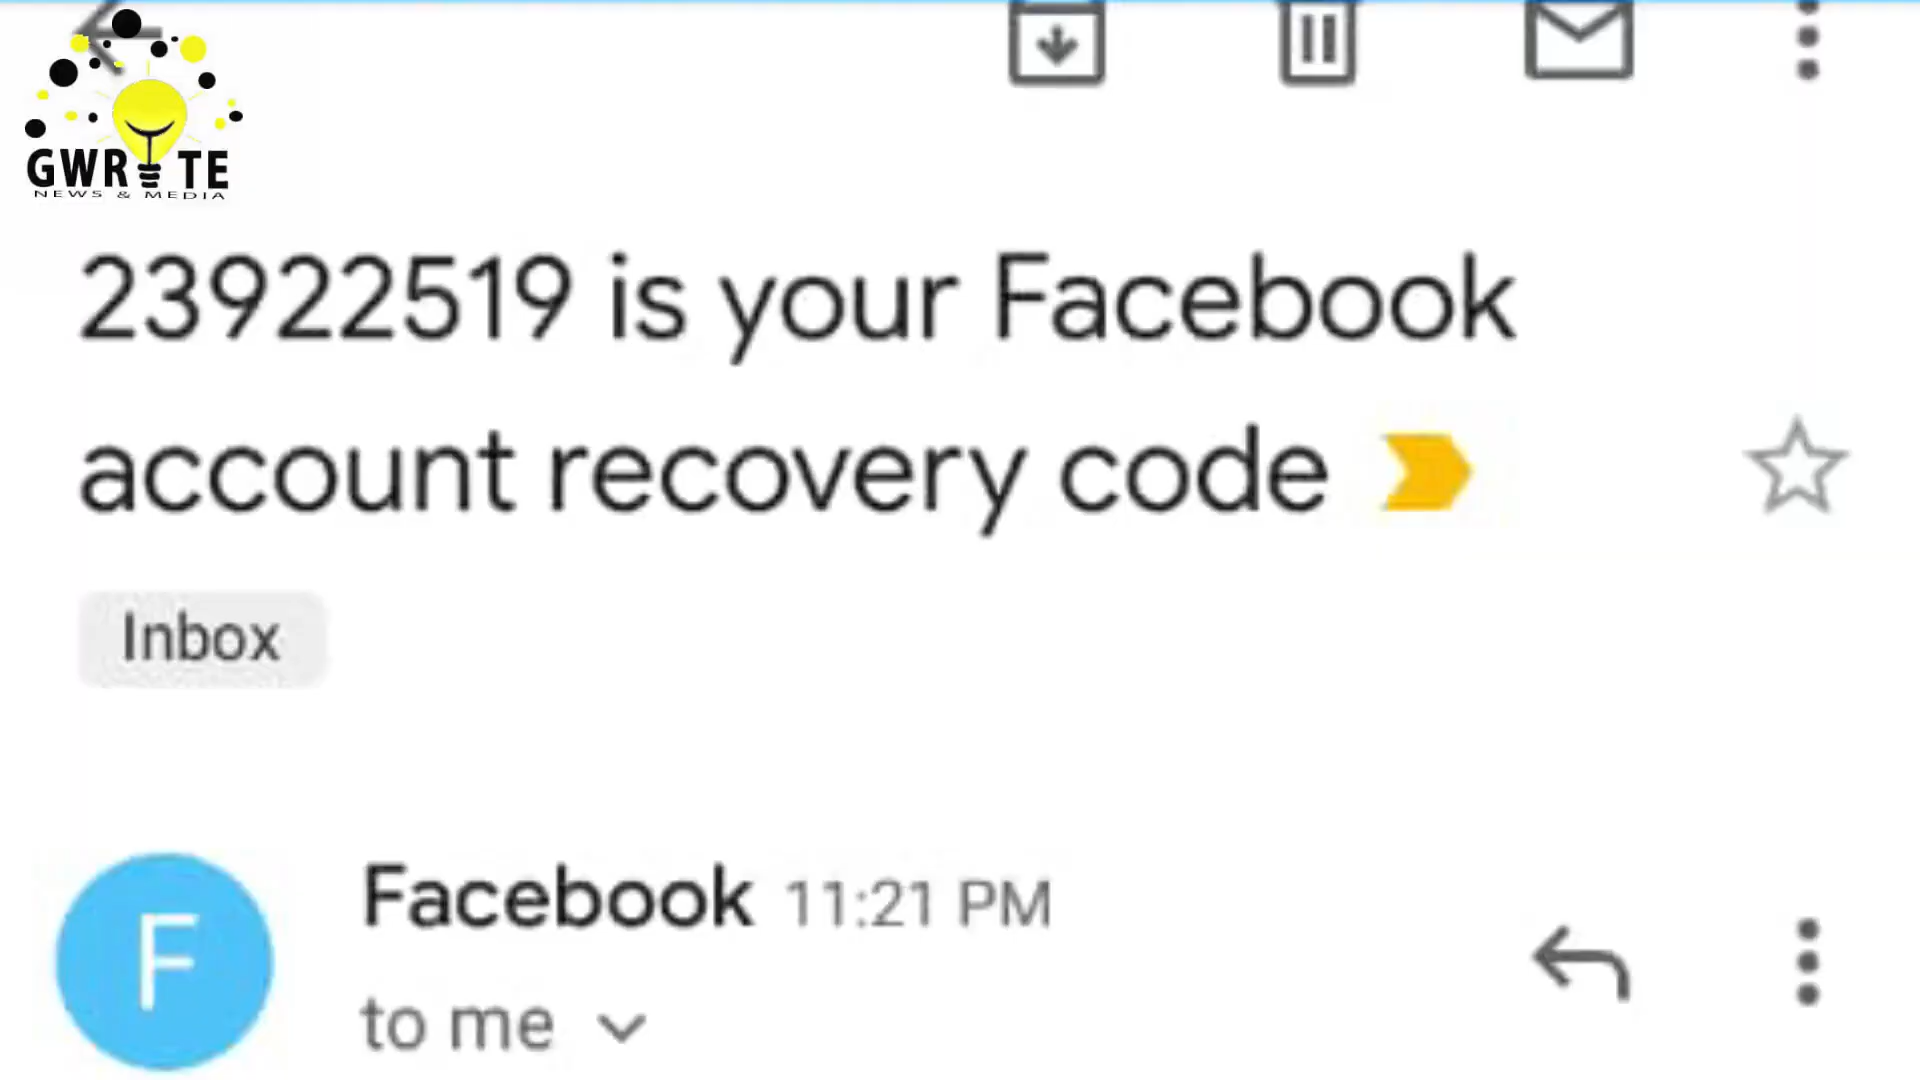 GWR TE
NEWS & MEDIA
23922519 is your Facebook
account recovery code
Inbox
F
Facebook 11:21 PM
to me